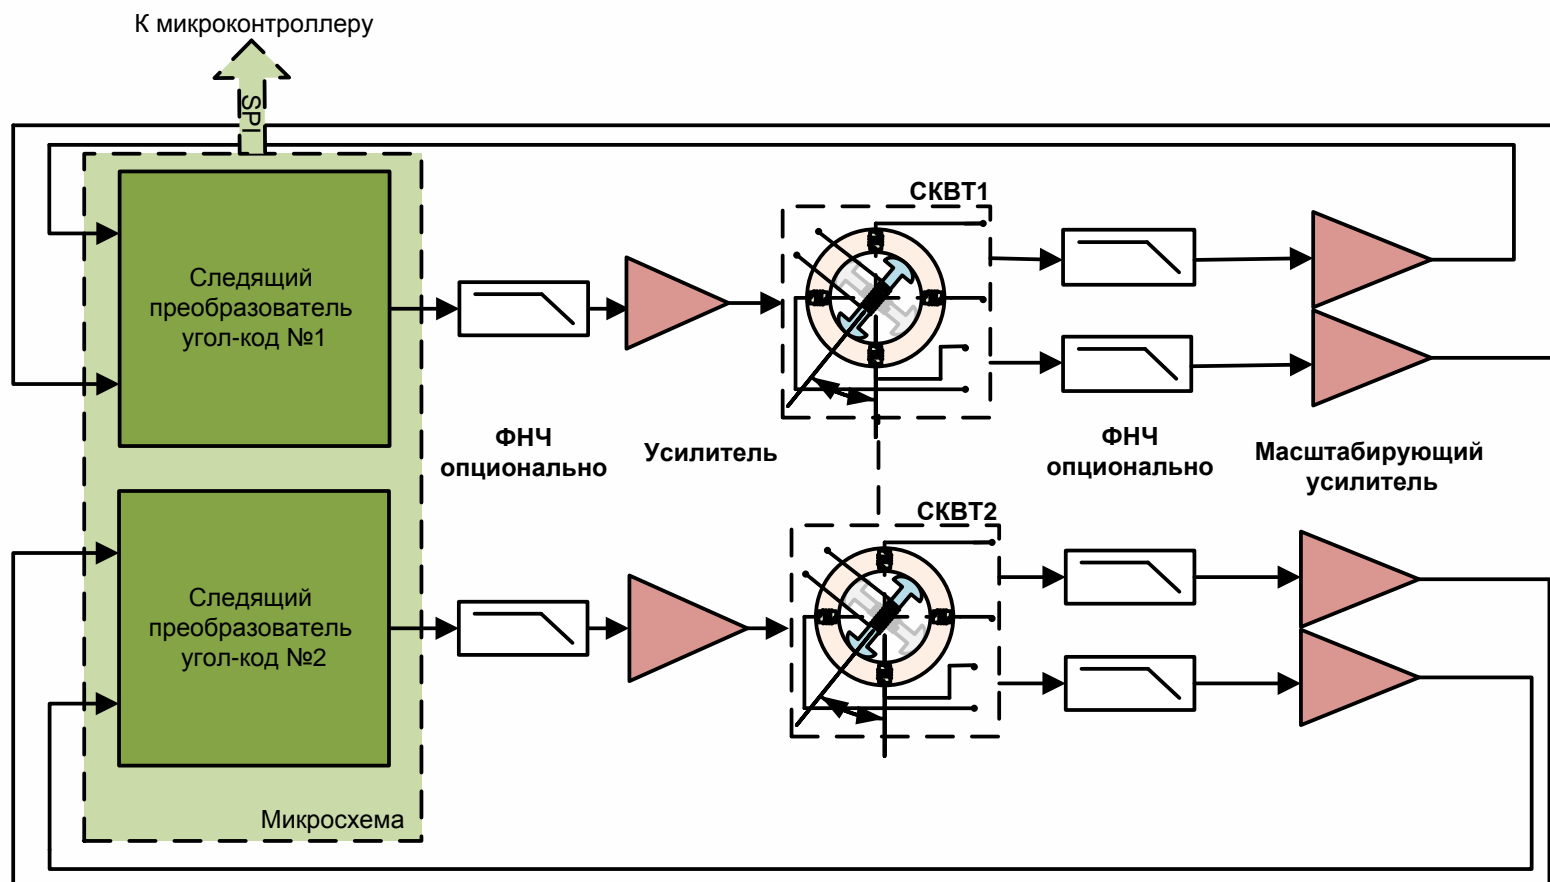 К микроконтроллеру
SPI
СКВТ1
Следящий
преобразователь
угол-код №1
ФНЧ
опционально
Усилитель
ФНЧ
опционально
Масштабирующий
усилитель
СКВТ2
Следящий
преобразователь
угол-код №2
Микросхема